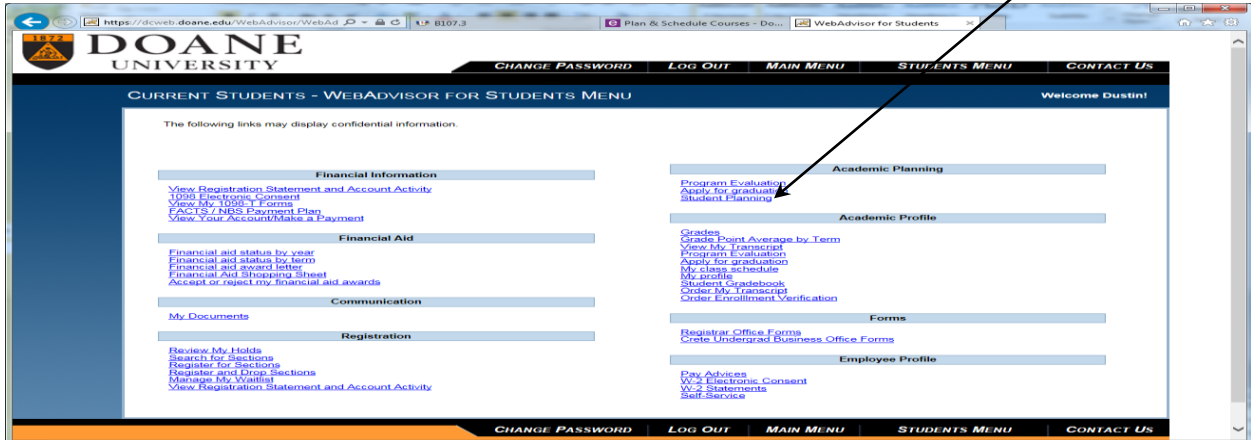 https://dcweb.doane.edu/WebAdvisor/WebAd
B107.3
Plan & Schedule Courses - Do...
WebAdvisor for Students
1872
DOANE
UNIVERSITY
CHANGE PASSWORD
LOG OUT
MAIN MENU
STUDENTS MENU
CONTACT US
CURRENT STUDENTS - WEBADVISOR FOR STUDENTS MENU
Welcome Dustin!
The following links may display confidential information.
Financial Information
View Registration Statement and Account Activity
1098 Electronic Consent
View My 1098-T Forms
FACTS / NBS Payment Plan
View Your Account/Make a Payment
Financial Aid
Financial aid status by year
Financial aid status by term
Financial aid award letter
Financial Aid Shopping Sheet
Accept or reject my financial aid awards
Communication
My Documents
Registration
Review My Holds
Search for Sections
Register for Sections
Register and Drop Sections
Manage My Waitlist
View Registration Statement and Account Activity
Academic Planning
Program Evaluation
Apply for graduation
Student Planning
Academic Profile
Grades
Grade Point Average by Term
View My Transcript
Program Evaluation
Apply for graduation
My class schedule
My profile
Student Gradebook
Order My Transcript
Order Enrolllment Verification
Forms
Registrar Office Forms
Crete Undergrad Business Office Forms
Employee Profile
Pay Advices
W-2 Electronic Consent
W-2 Statements
Self-Service
CHANGE PASSWORD
LOG OUT
MAIN MENU
STUDENTS MENU
CONTACT US